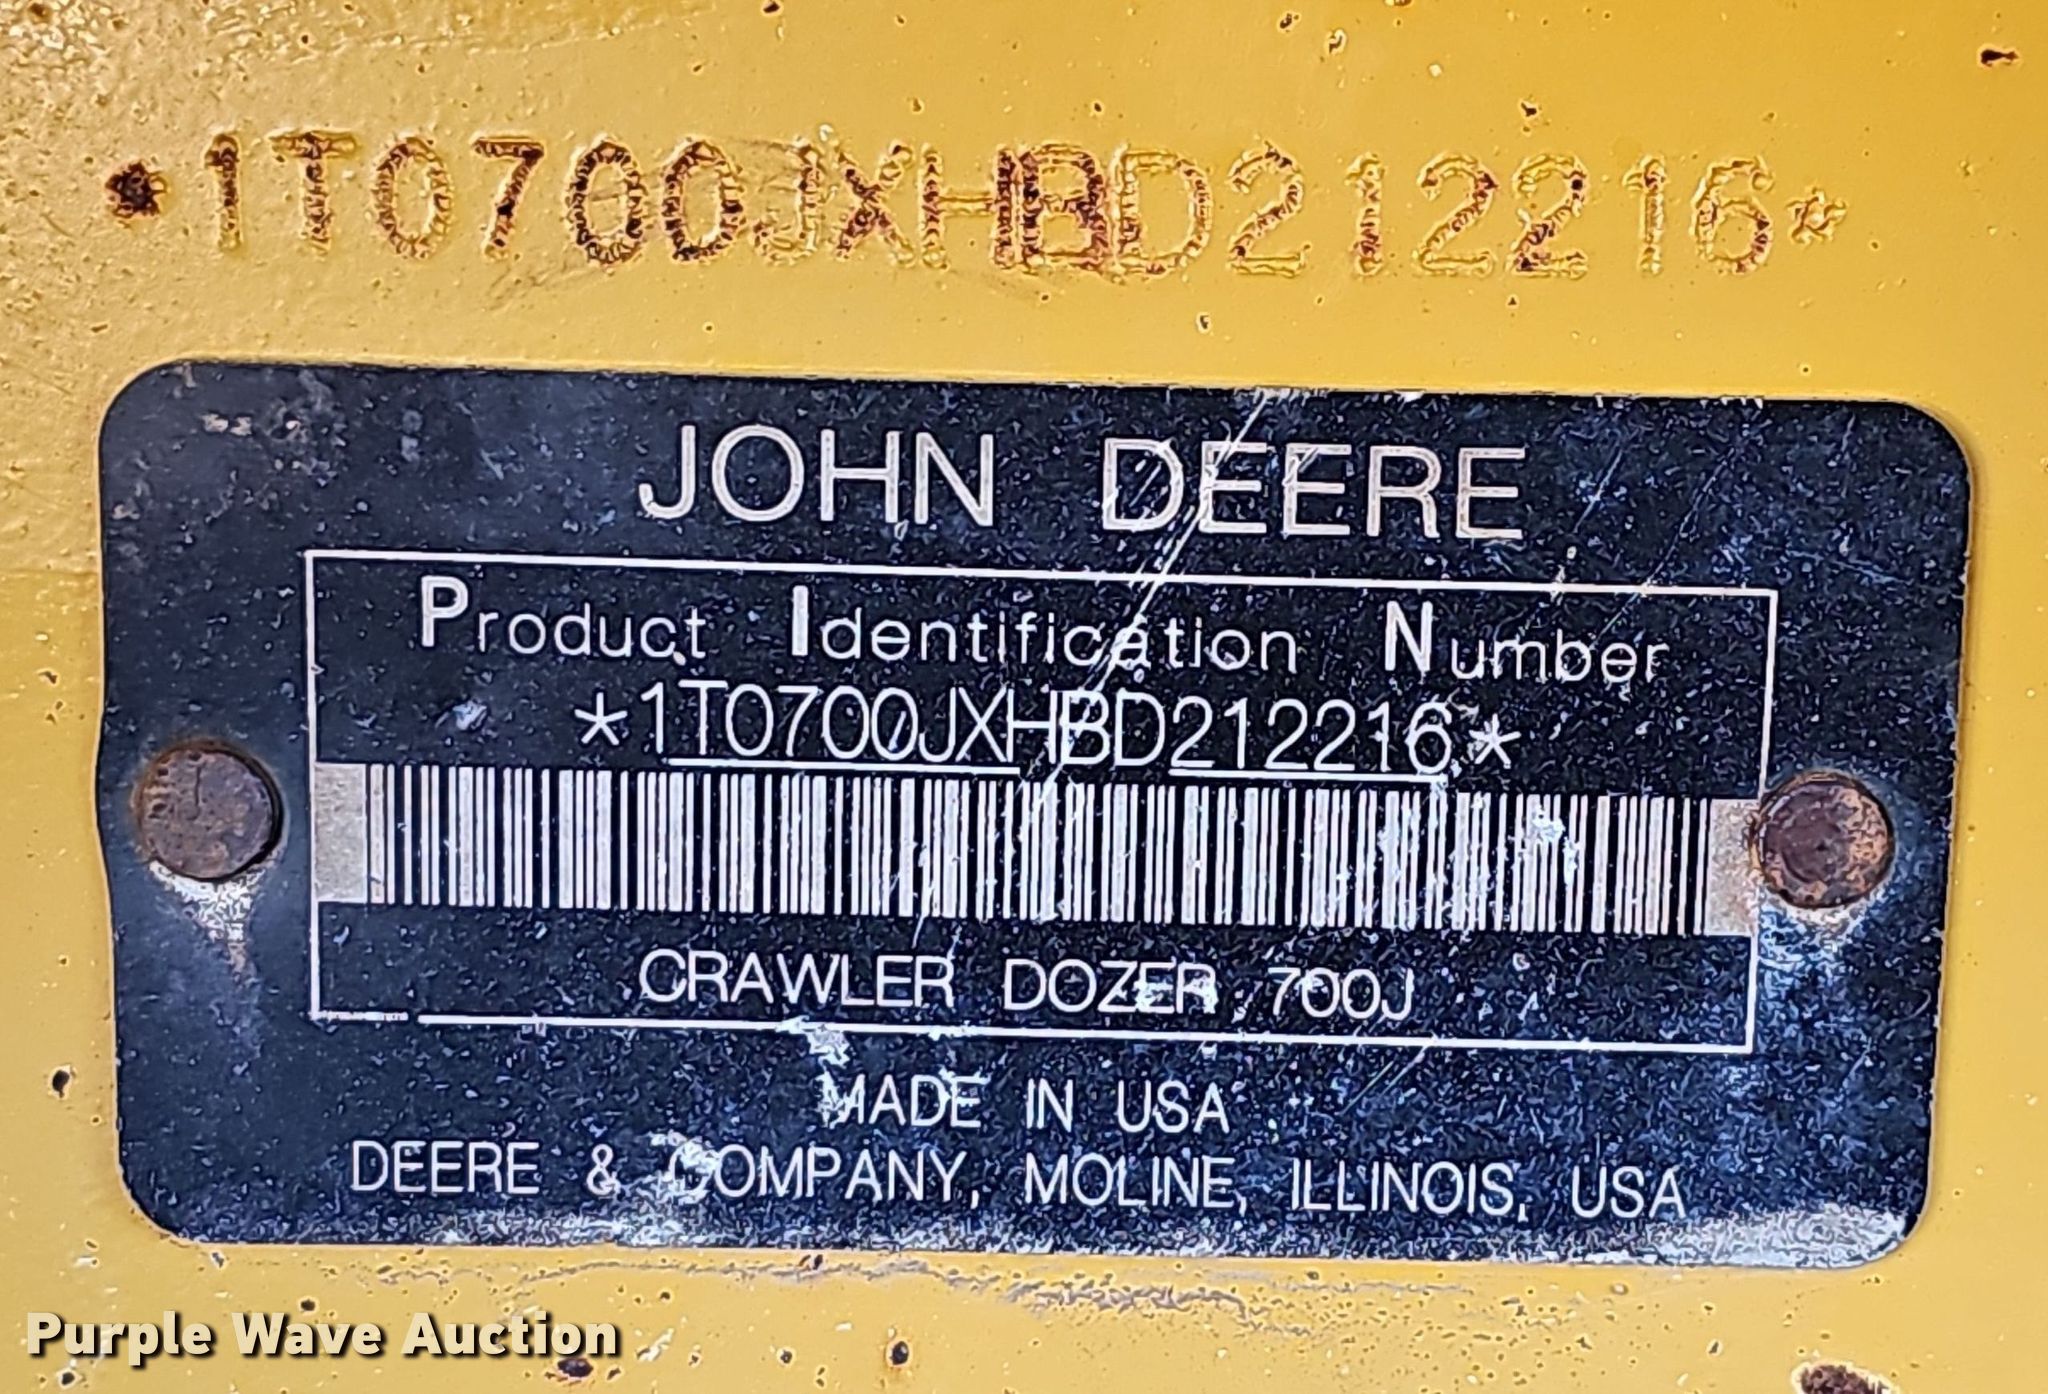 *1T0700JXHBD212216*
JOHN DEERE
Product Identification Number
*1T0700JXHBD212216*
CRAWLER DOZER 700J
MADE IN USA
DEERE & COMPANY, MOLINE, ILLINOIS, USA
Purple Wave Auction